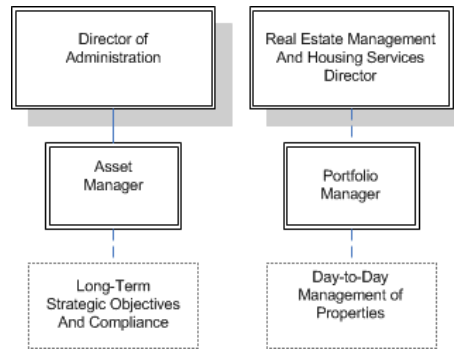 Director of
Administration
Real Estate Management
And Housing Services
Director
Asset
Manager
Portfolio
Manager
Long-Term
Strategic Objectives
And Compliance
Day-to-Day
Management of
Properties